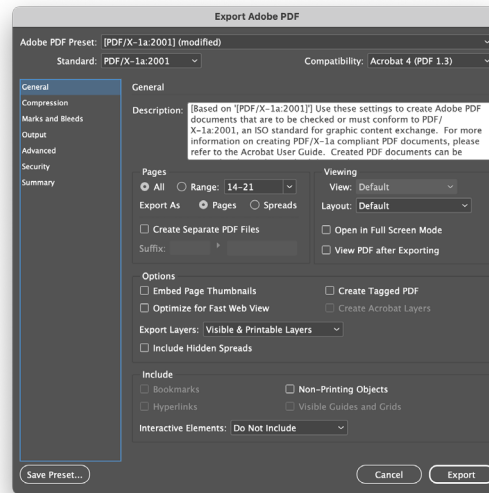 Export Adobe PDF
Adobe PDF Preset: [PDF/X-1a:2001] (modified)
Standard: PDF/X-1a:2001
Compatibility: Acrobat 4 (PDF 1.3)
General
Compression
Marks and Bleeds
Output
Advanced
Security
Summary
General
Description: [Based on '[PDF/X-1a:2001]'] Use these settings to create Adobe PDF
documents that are to be checked or must conform to PDF/
X-1a:2001, an ISO standard for graphic content exchange. For more
information on creating PDF/X-1a compliant PDF documents, please
refer to the Acrobat User Guide. Created PDF documents can be
Pages
All Range: 14-21
Export As Pages Spreads
Create Separate PDF Files
Suffix:
Viewing
View: Default
Layout: Default
Open in Full Screen Mode
View PDF after Exporting
Options
Embed Page Thumbnails
Create Tagged PDF
Optimize for Fast Web View
Create Acrobat Layers
Export Layers: Visible & Printable Layers
Include Hidden Spreads
Include
Bookmarks
Non-Printing Objects
Hyperlinks
Visible Guides and Grids
Interactive Elements: Do Not Include
Save Preset...
Cancel
Export